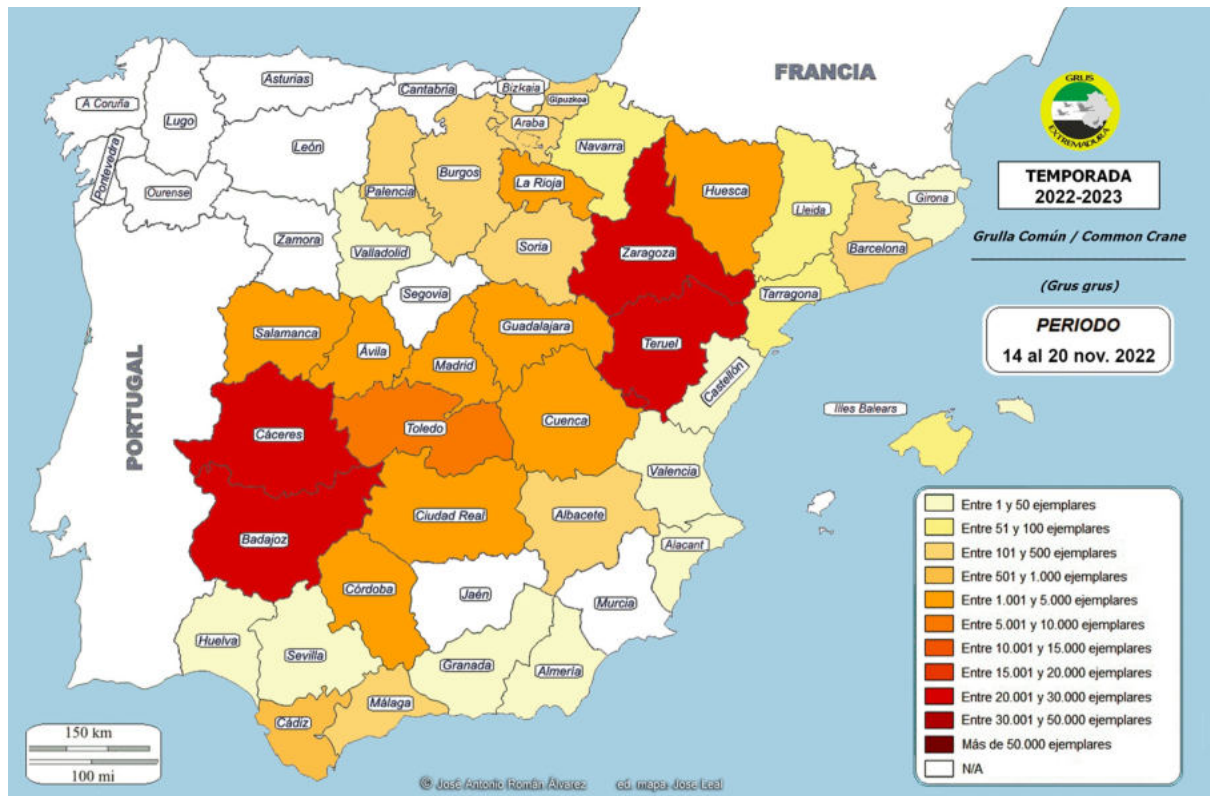 FRANCIA
Asturias
Cantabria
Bizkaia
Gipuzkoa
A Coruña
Lugo
León
Araba
Navarra
Pontevedra
Ourense
Palencia
Burgos
La Rioja
Huesca
Lleida
Girona
Zamora
Valladolid
Soria
Zaragoza
Barcelona
Segovia
Tarragona
Salamanca
Ávila
Madrid
Guadalajara
Teruel
Castellón
PORTUGAL
Cáceres
Toledo
Cuenca
Illes Balears
Valencia
Badajoz
Ciudad Real
Albacete
Alacant
Córdoba
Jaén
Murcia
Huelva
Sevilla
Granada
Almería
Cádiz
Málaga
GRUS
EXTREMADURA
TEMPORADA
2022-2023
Grulla Común / Common Crane
(Grus grus)
PERIODO
14 al 20 nov. 2022
Entre 1 y 50 ejemplares
Entre 51 y 100 ejemplares
Entre 101 y 500 ejemplares
Entre 501 y 1.000 ejemplares
Entre 1.001 y 5.000 ejemplares
Entre 5.001 y 10.000 ejemplares
Entre 10.001 y 15.000 ejemplares
Entre 15.001 y 20.000 ejemplares
Entre 20.001 y 30.000 ejemplares
Entre 30.001 y 50.000 ejemplares
Más de 50.000 ejemplares
N/A
150 km
100 mi
© José Antonio Román Álvarez ed. mapa: Jose Leal